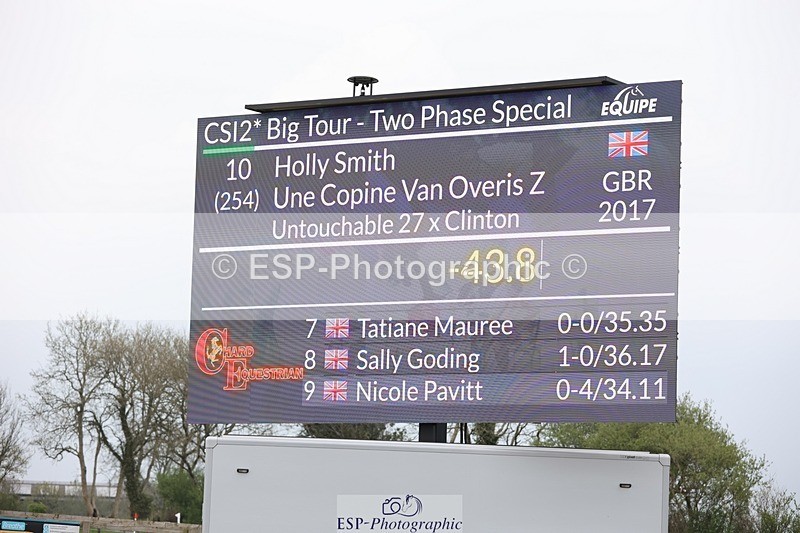 CSI2* Big Tour - Two Phase Special
EQUIPE
10 Holly Smith
(254) Une Copine Van Overis Z GBR
Untouchable 27 x Clinton 2017
-43.8
© ESP-Photographic ©
7 Tatiane Mauree 0-0/35.35
8 Sally Goding 1-0/36.17
9 Nicole Pavitt 0-4/34.11
CHARD
EQUESTRIAN
ESP-Photographic